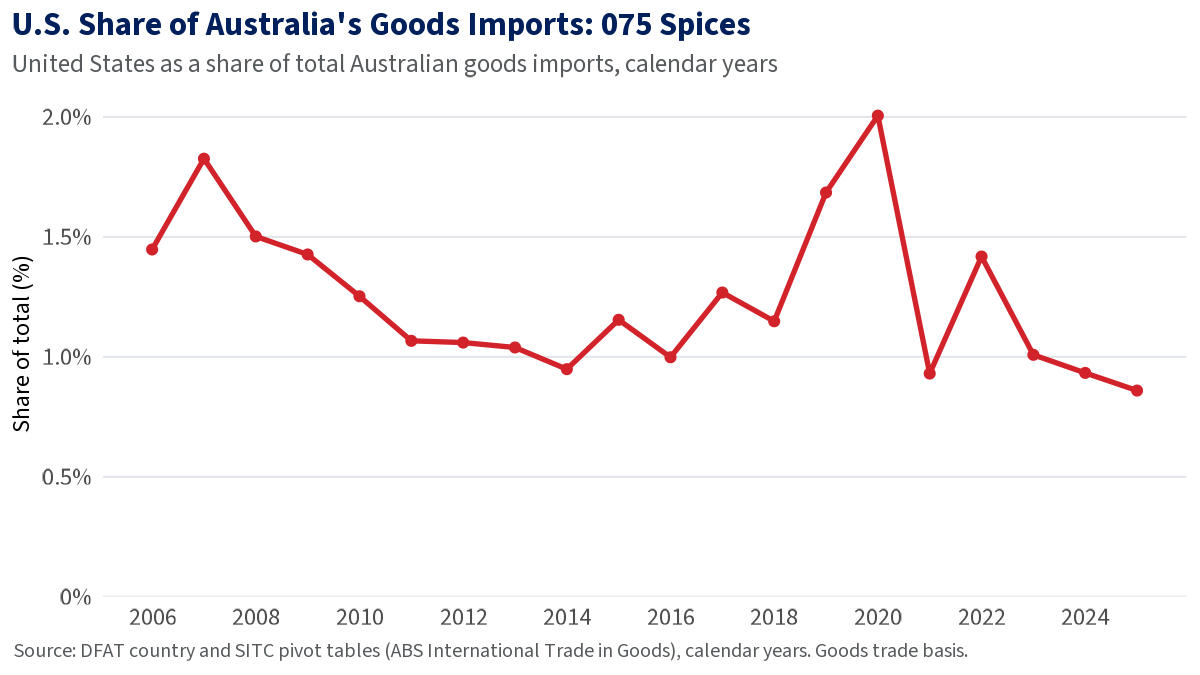 U.S. Share of Australia's Goods Imports: 075 Spices
United States as a share of total Australian goods imports, calendar years
Share of total (%)
2.0%
1.5%
1.0%
0.5%
0%
2006 2008 2010 2012 2014 2016 2018 2020 2022 2024
Source: DFAT country and SITC pivot tables (ABS International Trade in Goods), calendar years. Goods trade basis.